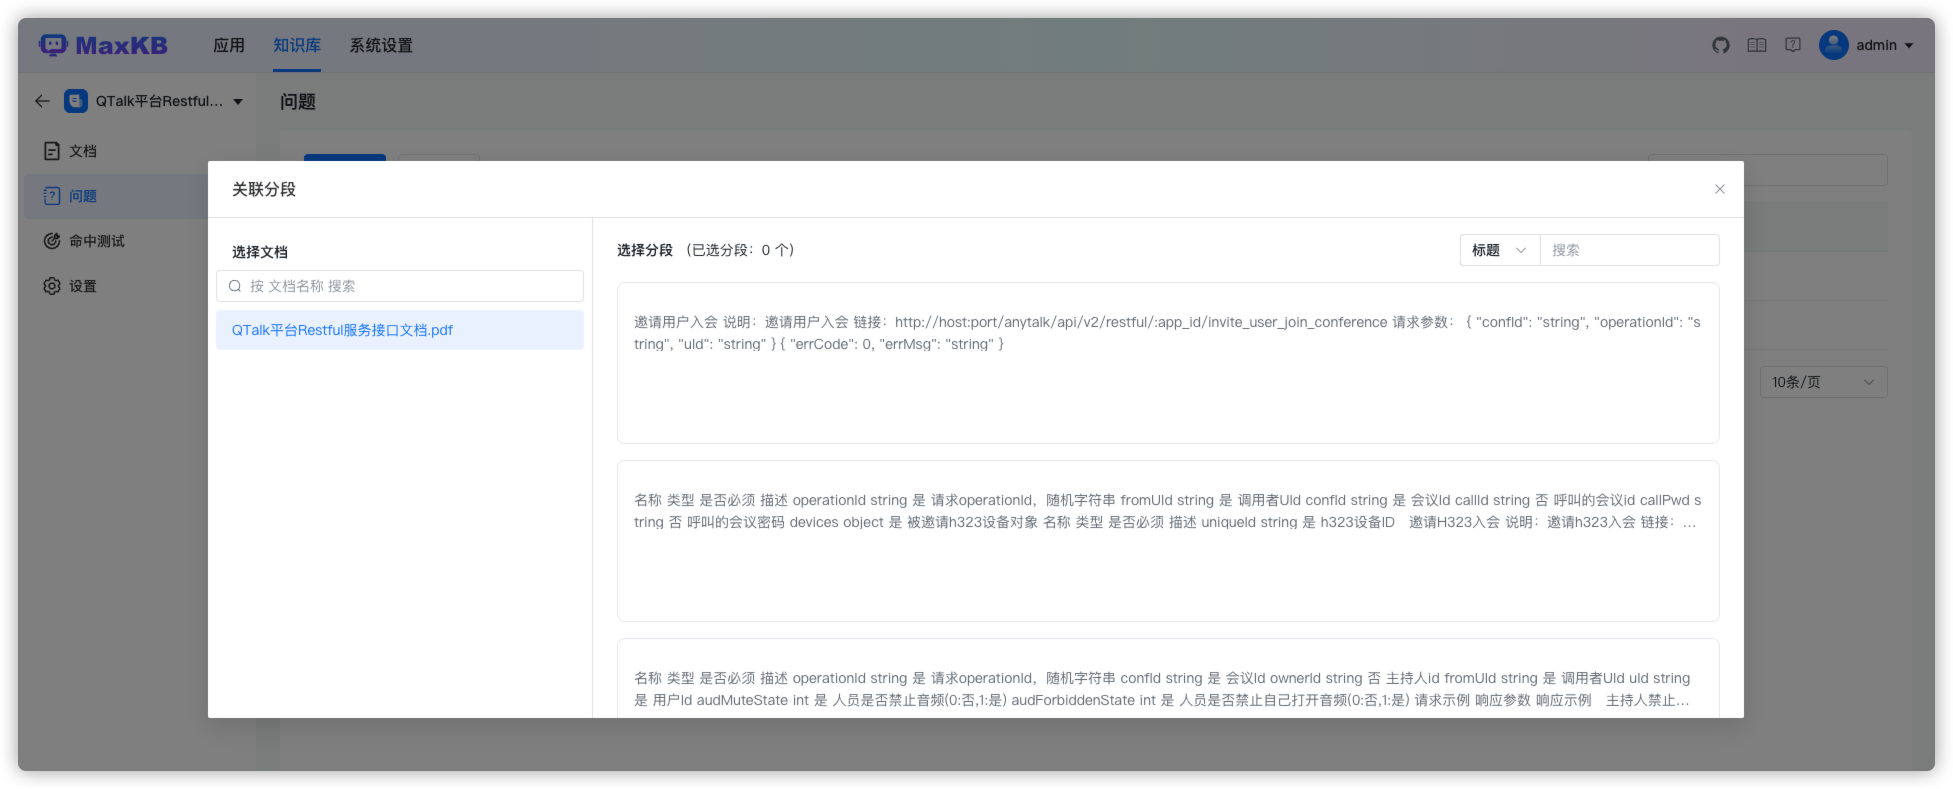 MaxKB
应用
知识库
系统设置
admin
QTalk平台Restful...
问题
文档
问题
命中测试
设置
关联分段
选择文档
按 文档名称 搜索
QTalk平台Restful服务接口文档.pdf
选择分段 （已选分段：0 个）
标题
搜索
邀请用户入会 说明：邀请用户入会 链接：http://host:port/anytalk/api/v2/restful/:app_id/invite_user_join_conference 请求参数： { "confId": "string", "operationId": "s
tring", "uId": "string" } { "errCode": 0, "errMsg": "string" }
名称 类型 是否必须 描述 operationId string 是 请求operationId，随机字符串 fromUId string 是 调用者UId confId string 是 会议Id callId string 否 呼叫的会议id callPwd s
tring 否 呼叫的会议密码 devices object 是 被邀请h323设备对象 名称 类型 是否必须 描述 uniqueId string 是 h323设备ID 邀请H323入会 说明：邀请h323入会 链接：...
名称 类型 是否必须 描述 operationId string 是 请求operationId，随机字符串 confId string 是 会议Id ownerId string 否 主持人id fromUId string 是 调用者UId uId string
是 用户Id audMuteState int 是 人员是否禁止音频(0:否,1:是) audForbiddenState int 是 人员是否禁止自己打开音频(0:否,1:是) 请求示例 响应参数 响应示例 主持人禁止...
10条/页